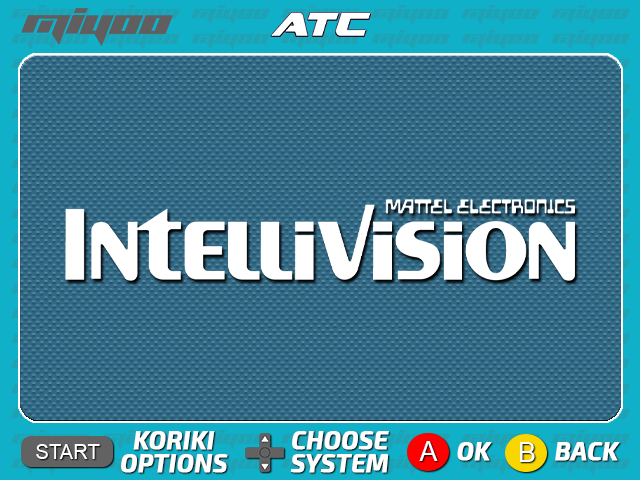 miyoo
ATC
MATTEL ELECTRONICS
INTELLIVISION
START
KORIKI
OPTIONS
CHOOSE
SYSTEM
A
OK
B
BACK